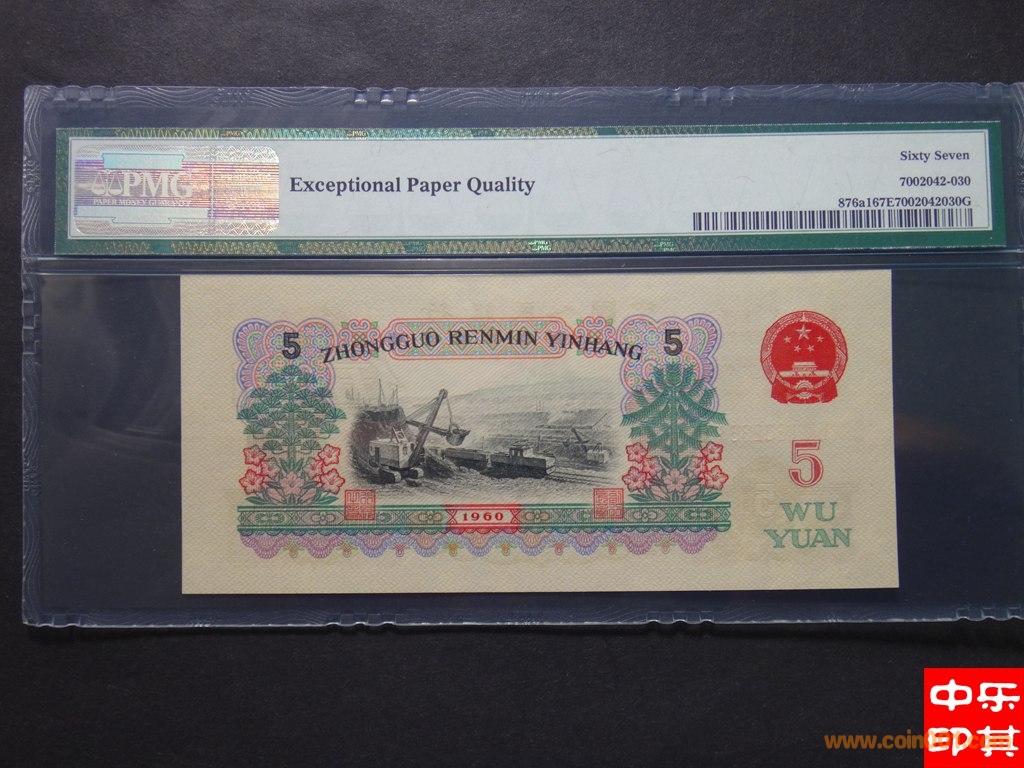 PMG
PAPER MONEY GUARANTY
Exceptional Paper Quality
Sixty Seven
7002042-030
876a167E7002042030G
5
ZHONGGUO RENMIN YINHANG
5
1960
5
WU
YUAN
中乐
印其